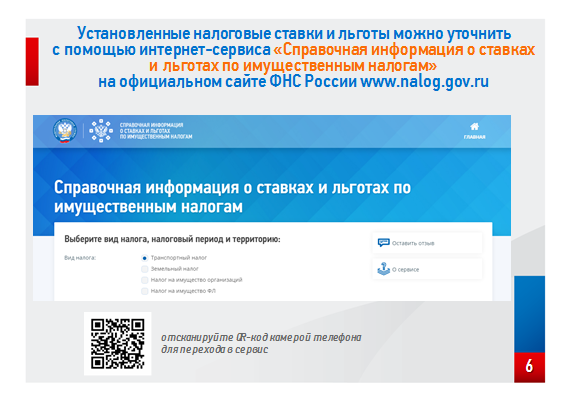 Установленные налоговые ставки и льготы можно уточнить
с помощью интернет-сервиса «Справочная информация о ставках
и льготах по имущественным налогам»
на официальном сайте ФНС России www.nalog.gov.ru
СПРАВОЧНАЯ ИНФОРМАЦИЯ
О СТАВКАХ И ЛЬГОТАХ
ПО ИМУЩЕСТВЕННЫМ НАЛОГАМ
ГЛАВНАЯ
Справочная информация о ставках и льготах по
имущественным налогам
Выберите вид налога, налоговый период и территорию:
Вид налога:
Транспортный налог
Земельный налог
Налог на имущество организаций
Налог на имущество ФЛ
Оставить отзыв
О сервисе
отсканируйте QR-код камерой телефона
для перехода в сервис
6